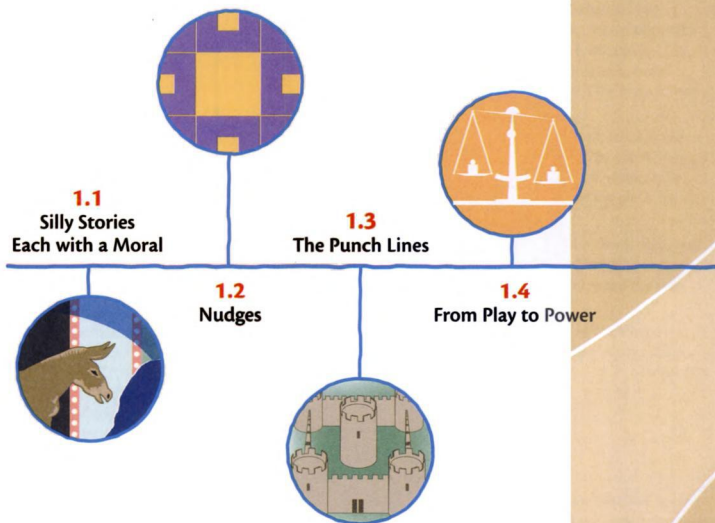 1.1
Silly Stories
Each with a Moral
1.2
Nudges
1.3
The Punch Lines
1.4
From Play to Power